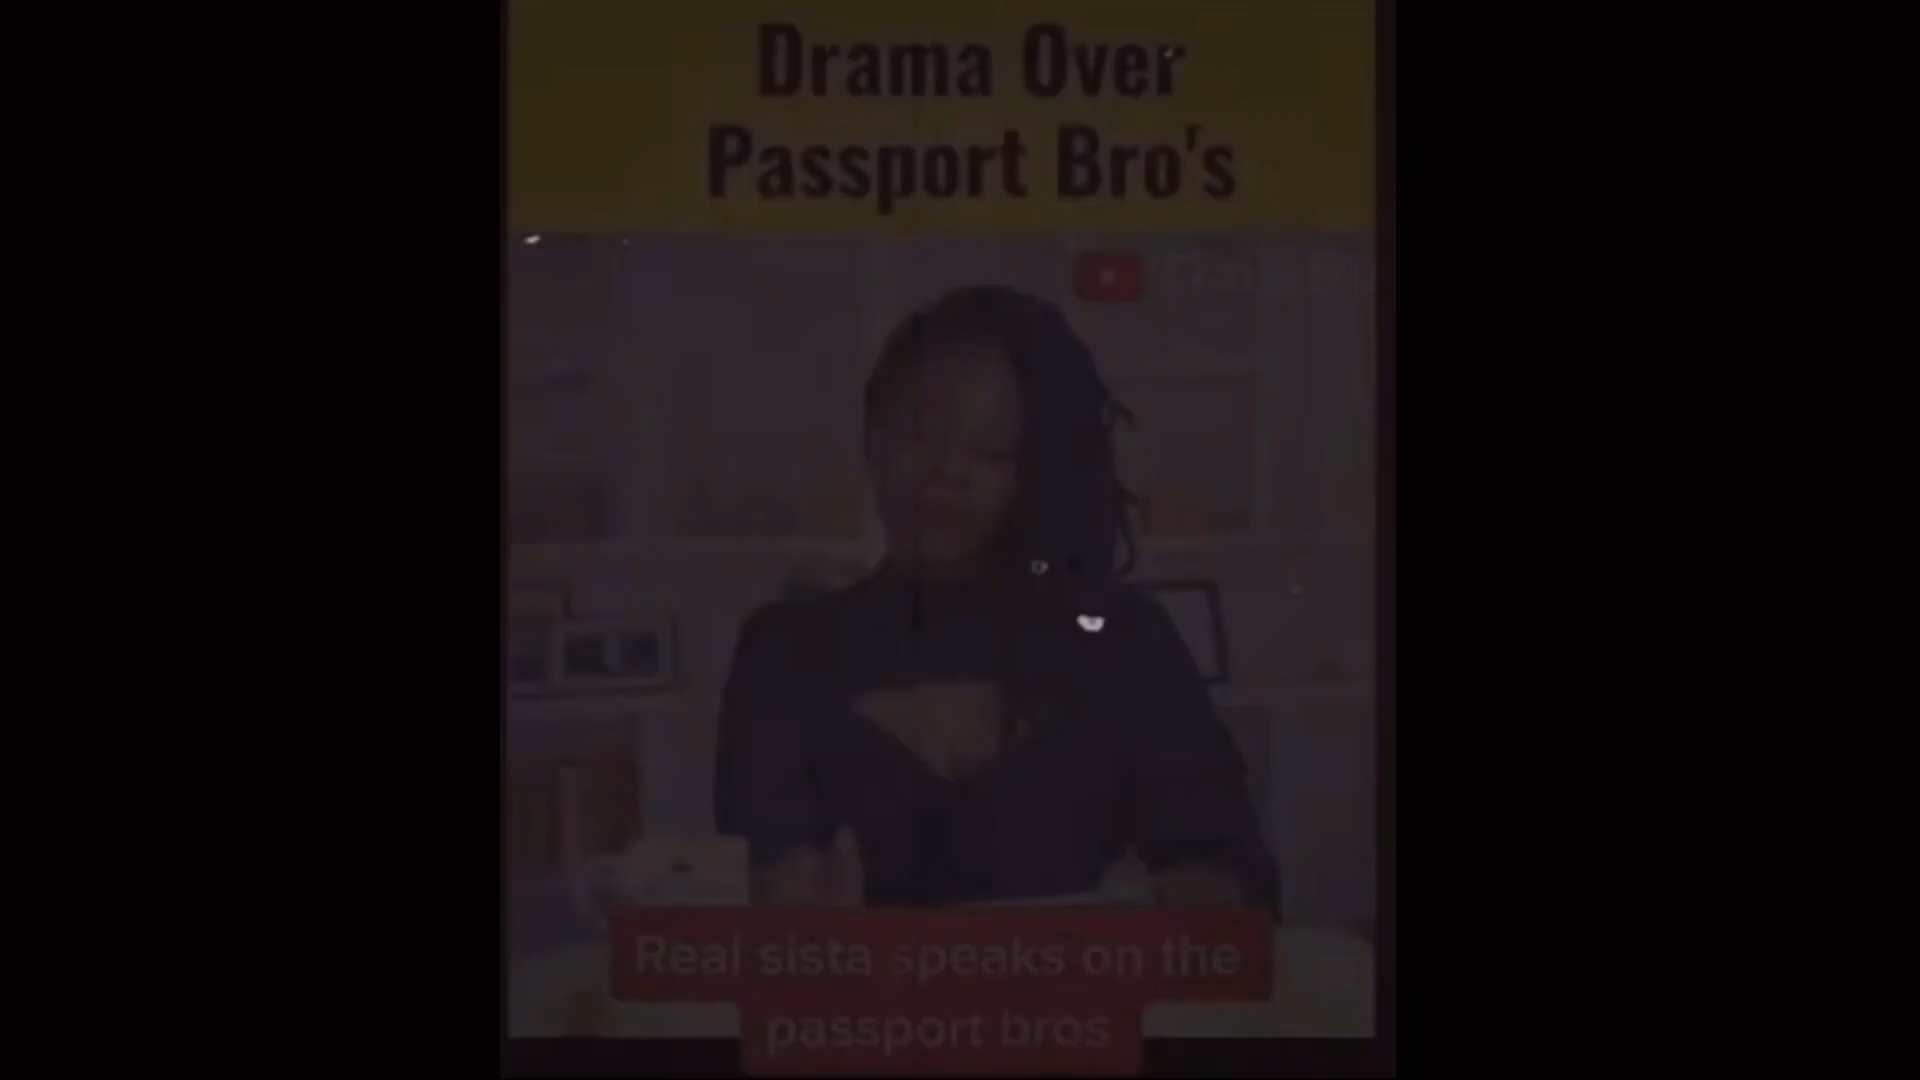 Drama Over
Passport Bro's
Real sista speaks on the
passport bros